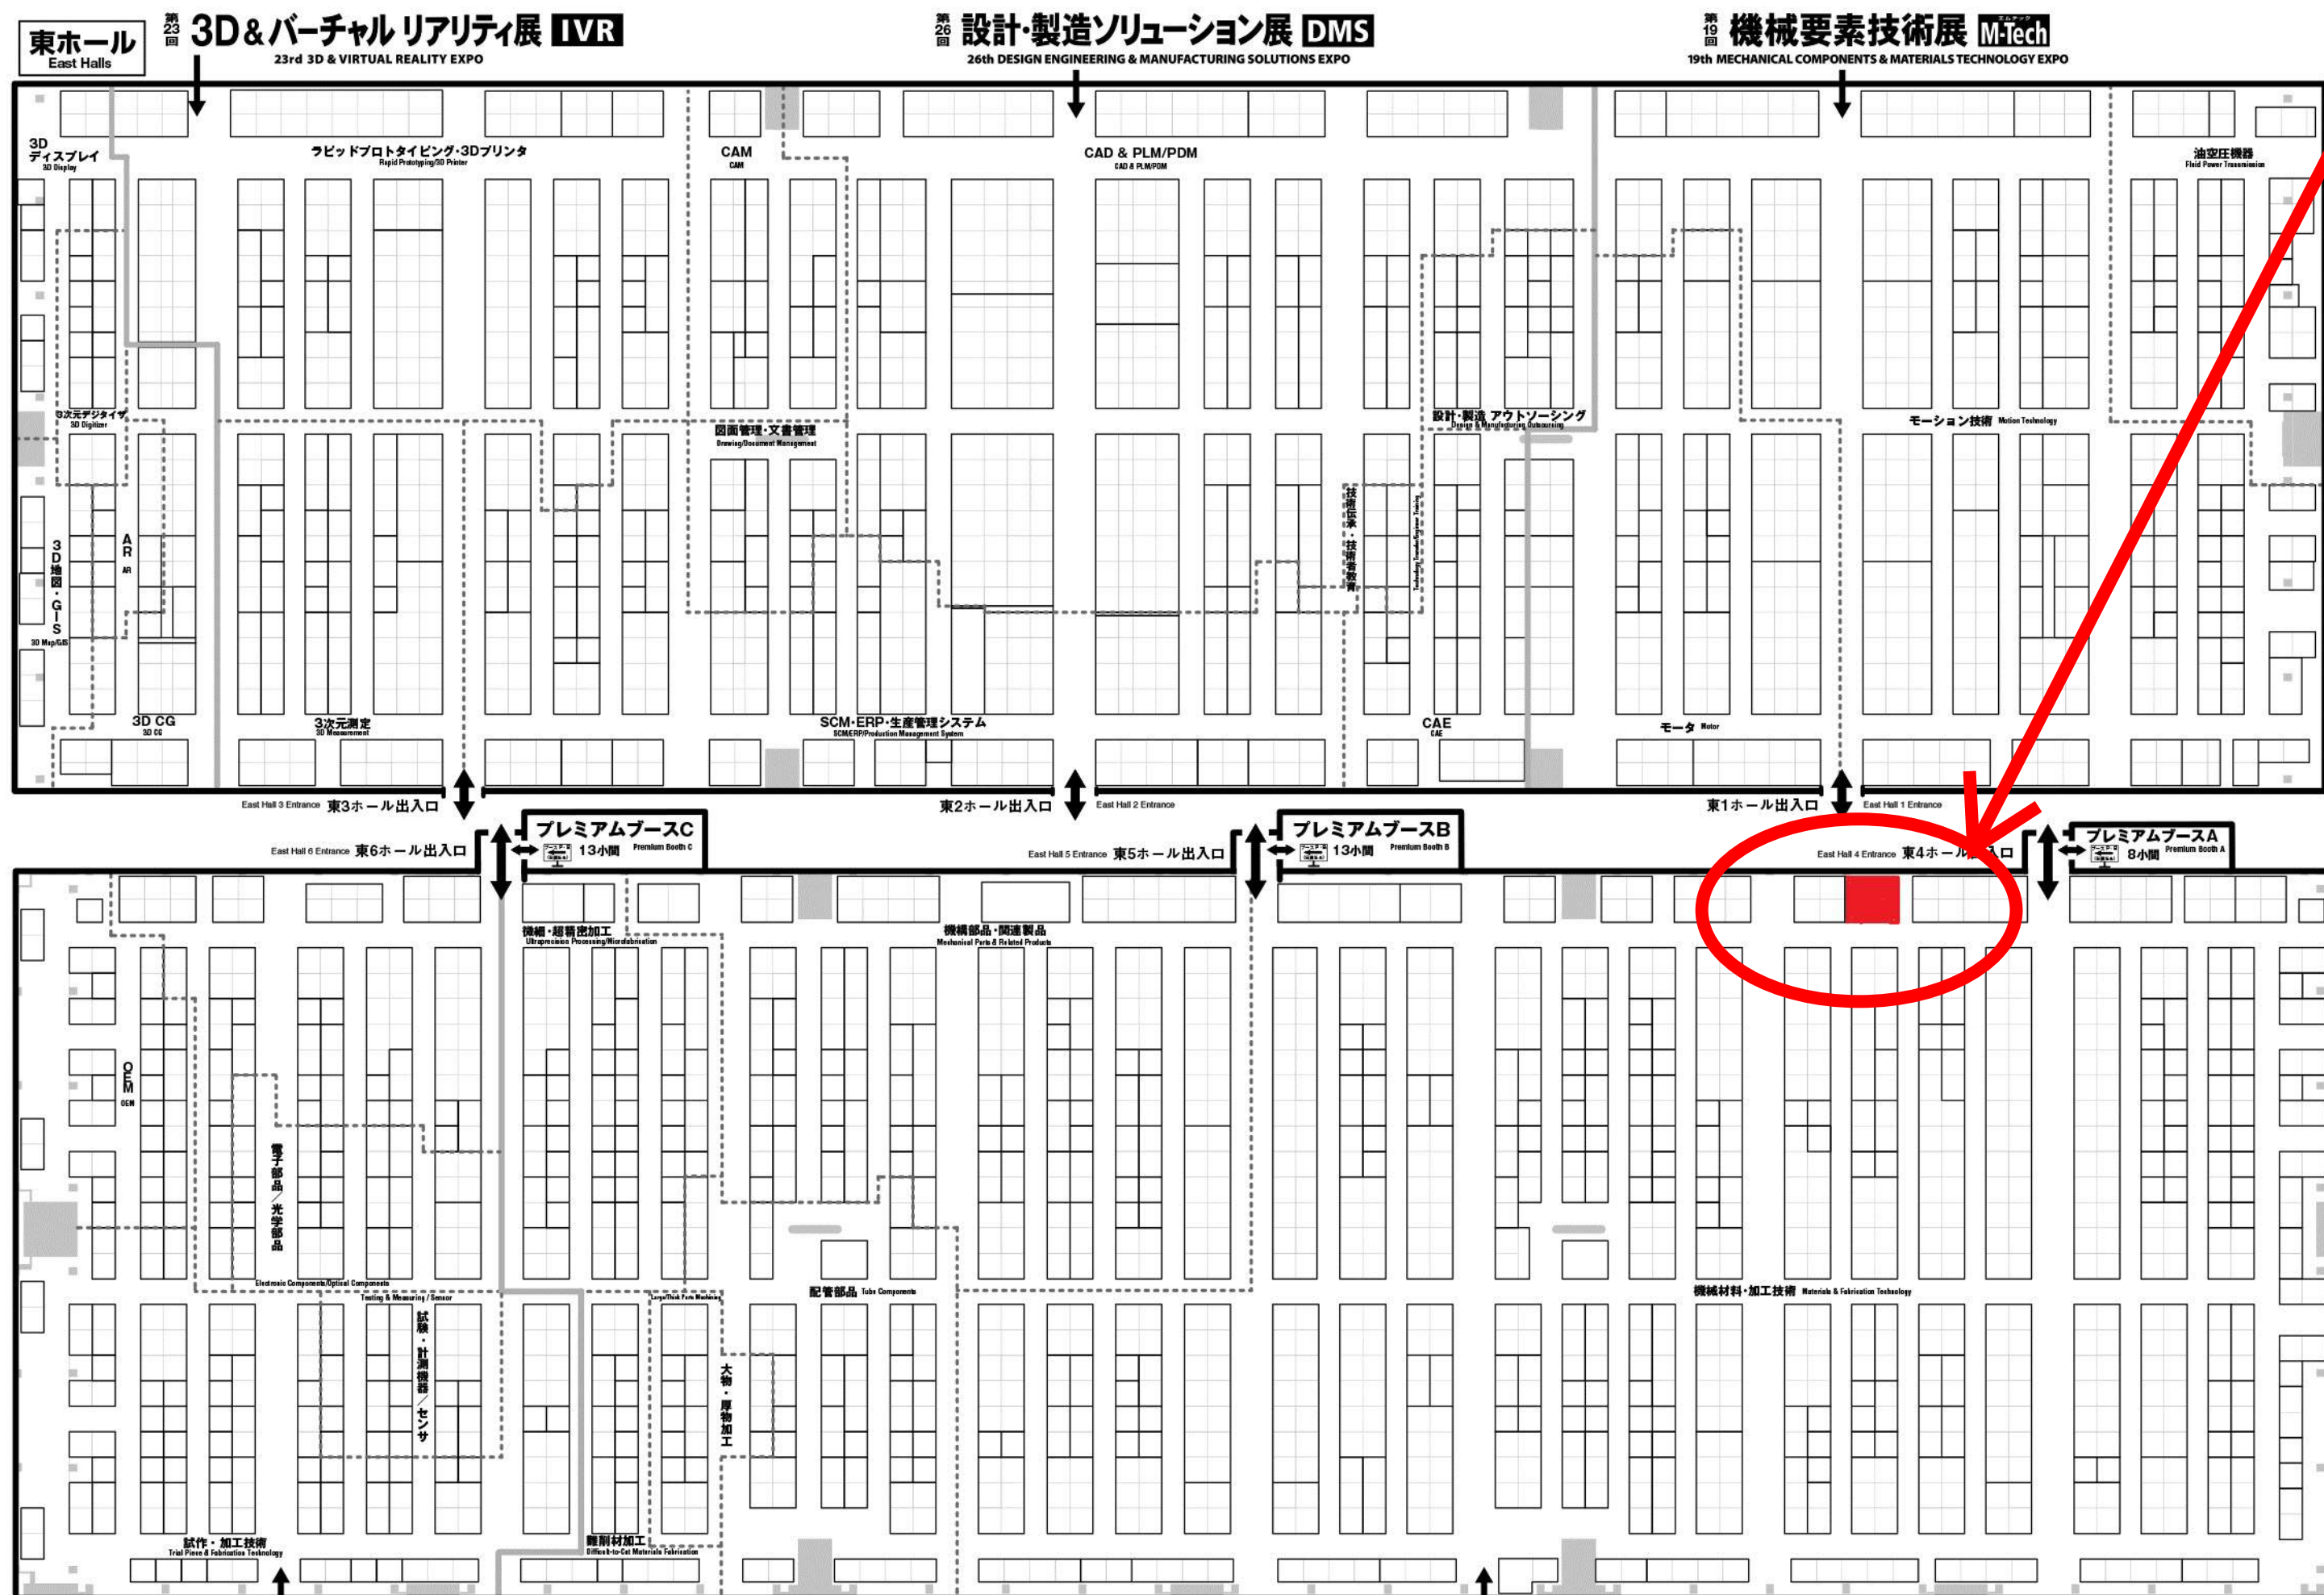 東ホール
East Halls
第23回 3D&バーチャル リアリティ展 IVR
23rd 3D & VIRTUAL REALITY EXPO
第26回 設計・製造ソリューション展 DMS
26th DESIGN ENGINEERING & MANUFACTURING SOLUTIONS EXPO
第19回 機械要素技術展 M-Tech
19th MECHANICAL COMPONENTS & MATERIALS TECHNOLOGY EXPO
3D
ディスプレイ
3D Display
ラピッドプロトタイピング・3Dプリンタ
Rapid Prototyping/3D Printer
CAM
CAM
CAD & PLM/PDM
CAD & PLM/PDM
油空圧機器
Fluid Power Transmission
3次元デジタイザ
3D Digitizer
図面管理・文書管理
Drawing/Document Management
設計・製造 アウトソーシング
Design & Manufacturing Outsourcing
モーション技術 Motion Technology
3D地図・GIS
3D Map/GIS
AR
AR
技術伝承・技術者教育
Technology Transfer/Engineer Training
3D CG
3D CG
3次元測定
3D Measurement
SCM・ERP・生産管理システム
SCM/ERP/Production Management System
CAE
CAE
モータ Motor
East Hall 3 Entrance 東3ホール出入口
東2ホール出入口 East Hall 2 Entrance
東1ホール出入口 East Hall 1 Entrance
East Hall 6 Entrance 東6ホール出入口
プレミアムブースC
13小間 Premium Booth C
East Hall 5 Entrance 東5ホール出入口
プレミアムブースB
13小間 Premium Booth B
East Hall 4 Entrance 東4ホール 入口
プレミアムブースA
8小間 Premium Booth A
微細・超精密加工
Ultraprecision Processing/Microfabrication
機構部品・関連製品
Mechanical Parts & Related Products
OEM
OEM
電子部品／光学部品
Electronic Components/Optical Components
Testing & Measuring / Sensor
試験・計測機器／センサ
Large/Thick Parts Machining
大物・厚物加工
配管部品 Tube Components
機械材料・加工技術 Materials & Fabrication Technology
試作・加工技術
Trial Piece & Fabrication Technology
難削材加工
Difficult-to-Cut Materials Fabrication